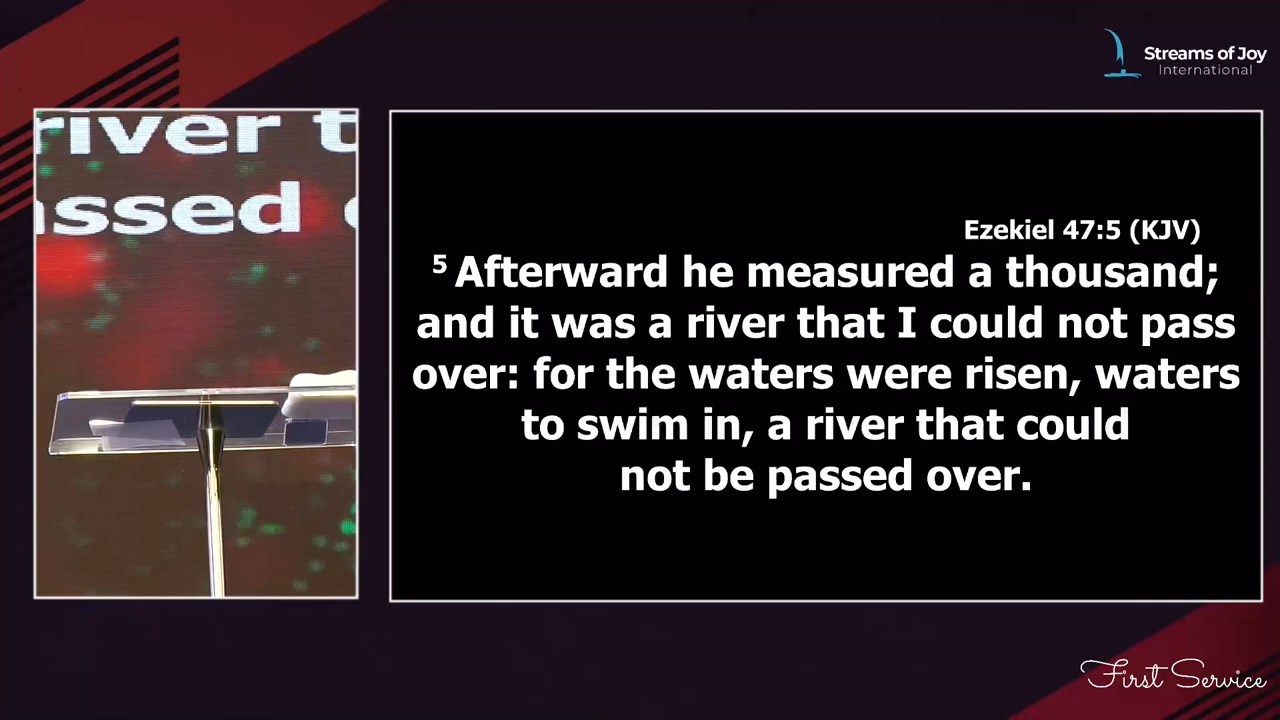 Streams of Joy
International
river t
assed
Ezekiel 47:5 (KJV)
5 Afterward he measured a thousand;
and it was a river that I could not pass
over: for the waters were risen, waters
to swim in, a river that could
not be passed over.
First Service